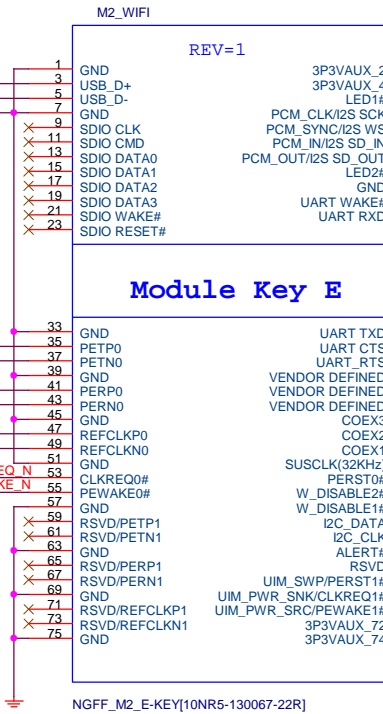 M2_WIFI
REV=1
1 GND 3P3VAUX_2
3 USB_D+ 3P3VAUX_4
5 USB_D- LED1#
7 GND PCM_CLK/I2S SCK
9 SDIO CLK PCM_SYNC/I2S WS
11 SDIO CMD PCM_IN/I2S SD_IN
13 SDIO DATA0 PCM_OUT/I2S SD_OUT
15 SDIO DATA1 LED2#
17 SDIO DATA2 GND
19 SDIO DATA3 UART WAKE#
21 SDIO WAKE# UART RXD
23 SDIO RESET#
Module Key E
33 GND UART TXD
35 PETP0 UART CTS
37 PETN0 UART_RTS
39 GND VENDOR DEFINED
41 PERP0 VENDOR DEFINED
43 PERN0 VENDOR DEFINED
45 GND COEX3
47 REFCLKP0 COEX2
49 REFCLKN0 COEX1
51 GND SUSCLK(32KHz)
EQ_N 53 CLKREQ0# PERST0#
KE_N 55 PEWAKE0# W_DISABLE2#
57 GND W_DISABLE1#
59 RSVD/PETP1 I2C_DATA
61 RSVD/PETN1 I2C_CLK
63 GND ALERT#
65 RSVD/PERP1 RSVD
67 RSVD/PERN1 UIM_SWP/PERST1#
69 GND UIM_PWR_SNK/CLKREQ1#
71 RSVD/REFCLKP1 UIM_PWR_SRC/PEWAKE1#
73 RSVD/REFCLKN1 3P3VAUX_72
75 GND 3P3VAUX_74
NGFF_M2_E-KEY[10NR5-130067-22R]